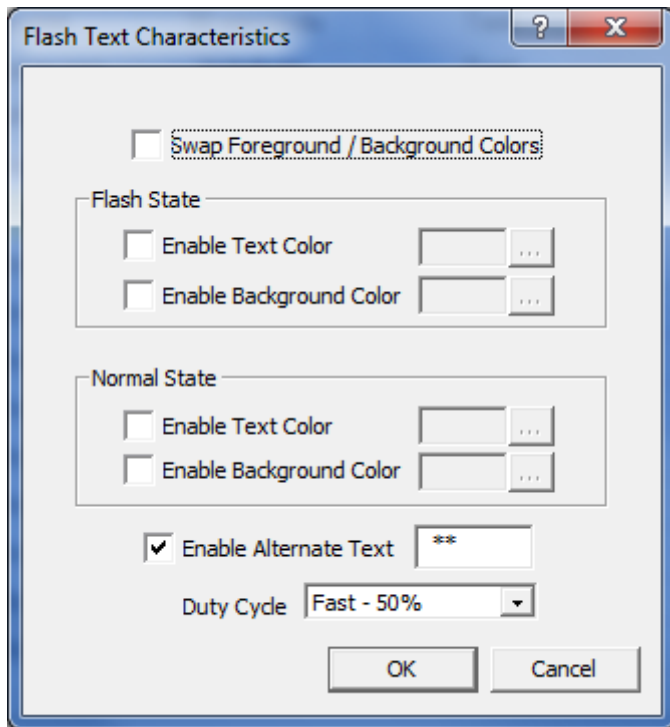 Flash Text Characteristics
? X
Swap Foreground / Background Colors
Flash State
Enable Text Color ...
Enable Background Color ...
Normal State
Enable Text Color ...
Enable Background Color ...
Enable Alternate Text **
Duty Cycle Fast - 50%
OK Cancel